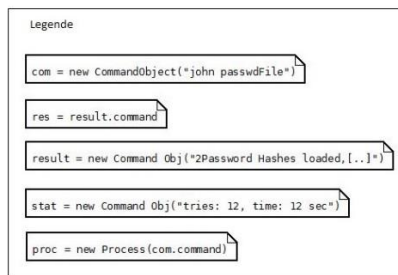 Legende
com = new CommandObject("john passwdFile")
res = result.command
result = new Command Obj("2Password Hashes loaded,[..]")
stat = new Command Obj("tries: 12, time: 12 sec")
proc = new Process(com.command)